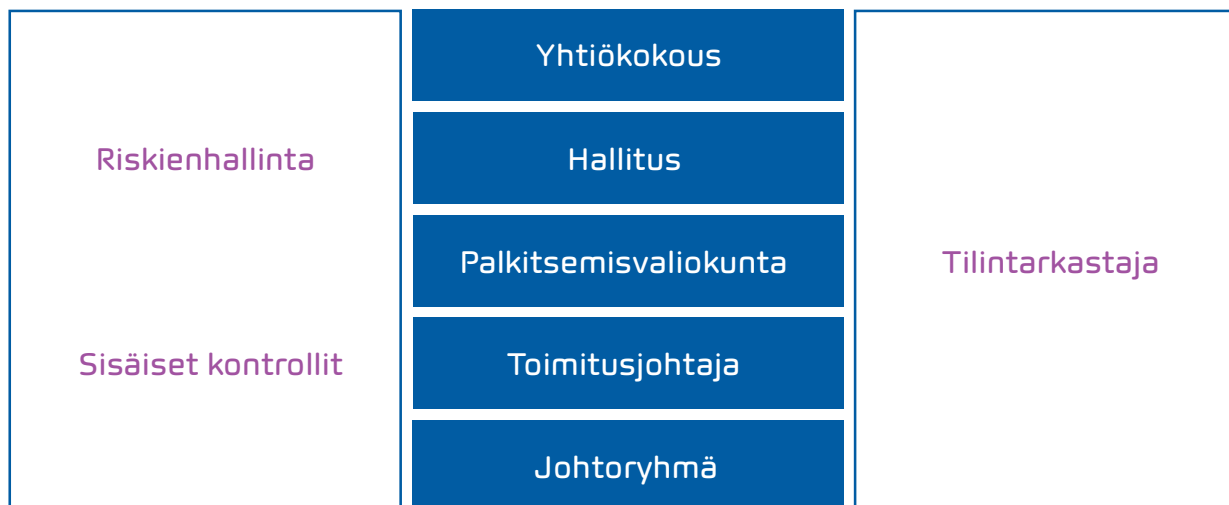 Riskienhallinta
Sisäiset kontrollit
Yhtiökokous
Hallitus
Palkitsemisvaliokunta
Toimitusjohtaja
Johtoryhmä
Tilintarkastaja